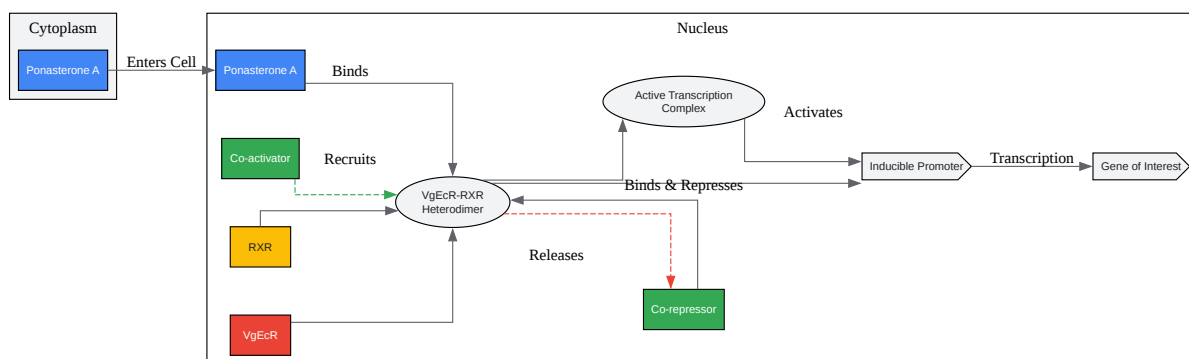 Cytoplasm
Nucleus
Ponasterone A
Enters Cell
Ponasterone A
Binds
Active Transcription
Complex
Activates
Co-activator
Recruits
Inducible Promoter
Transcription
Gene of Interest
VgEcR-RXR
Heterodimer
Binds & Represses
RXR
Releases
Co-repressor
VgEcR